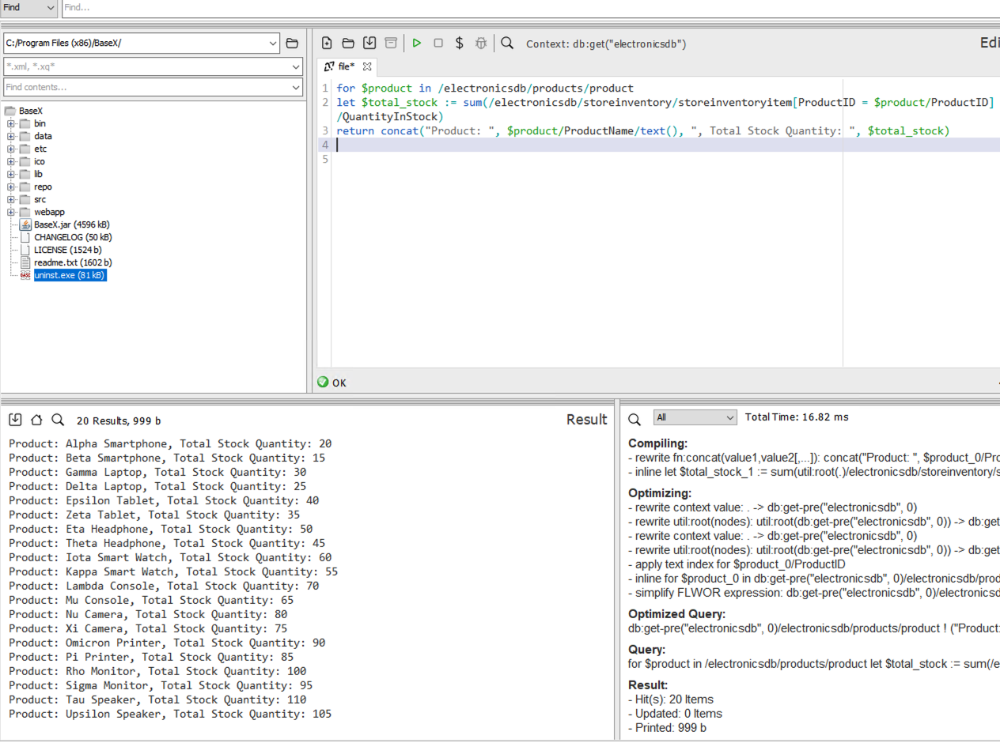 Find
Find...
C:/Program Files (x86)/BaseX/
*.xml, *.xq*
Find contents...
BaseX
bin
data
etc
ico
lib
repo
src
webapp
BaseX.jar (4596 kB)
CHANGELOG (50 kB)
LICENSE (1524 b)
readme.txt (1602 b)
uninst.exe (81 kB)
Context: db:get("electronicsdb")
Edi
file*
1 for $product in /electronicsdb/products/product
2 let $total_stock := sum(/electronicsdb/storeinventory/storeinventoryitem[ProductID = $product/ProductID]
/QuantityInStock)
3 return concat("Product: ", $product/ProductName/text(), ", Total Stock Quantity: ", $total_stock)
4
5
OK
20 Results, 999 b
Result
Product: Alpha Smartphone, Total Stock Quantity: 20
Product: Beta Smartphone, Total Stock Quantity: 15
Product: Gamma Laptop, Total Stock Quantity: 30
Product: Delta Laptop, Total Stock Quantity: 25
Product: Epsilon Tablet, Total Stock Quantity: 40
Product: Zeta Tablet, Total Stock Quantity: 35
Product: Eta Headphone, Total Stock Quantity: 50
Product: Theta Headphone, Total Stock Quantity: 45
Product: Iota Smart Watch, Total Stock Quantity: 60
Product: Kappa Smart Watch, Total Stock Quantity: 55
Product: Lambda Console, Total Stock Quantity: 70
Product: Mu Console, Total Stock Quantity: 65
Product: Nu Camera, Total Stock Quantity: 80
Product: Xi Camera, Total Stock Quantity: 75
Product: Omicron Printer, Total Stock Quantity: 90
Product: Pi Printer, Total Stock Quantity: 85
Product: Rho Monitor, Total Stock Quantity: 100
Product: Sigma Monitor, Total Stock Quantity: 95
Product: Tau Speaker, Total Stock Quantity: 110
Product: Upsilon Speaker, Total Stock Quantity: 105
All
Total Time: 16.82 ms
Compiling:
- rewrite fn:concat(value1,value2[,...]): concat("Product: ", $product_0/Pro
- inline let $total_stock_1 := sum(util:root(.)/electronicsdb/storeinventory/s
Optimizing:
- rewrite context value: . -> db:get-pre("electronicsdb", 0)
- rewrite util:root(nodes): util:root(db:get-pre("electronicsdb", 0)) -> db:get
- rewrite context value: . -> db:get-pre("electronicsdb", 0)
- rewrite util:root(nodes): util:root(db:get-pre("electronicsdb", 0)) -> db:get
- apply text index for $product_0/ProductID
- inline for $product_0 in db:get-pre("electronicsdb", 0)/electronicsdb/prod
- simplify FLWOR expression: db:get-pre("electronicsdb", 0)/electronicsd
Optimized Query:
db:get-pre("electronicsdb", 0)/electronicsdb/products/product ! ("Product:
Query:
for $product in /electronicsdb/products/product let $total_stock := sum(/e
Result:
- Hit(s): 20 Items
- Updated: 0 Items
- Printed: 999 b